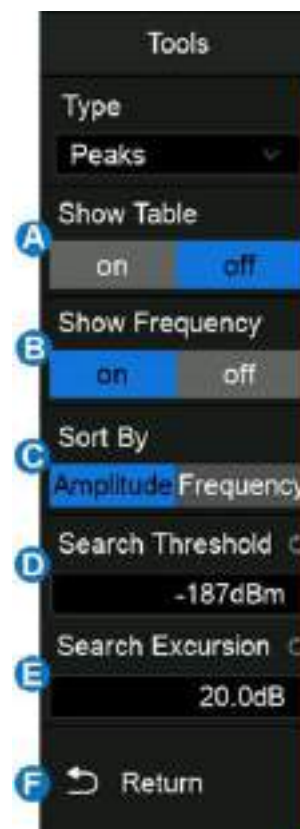 Tools
Type
Peaks
Show Table
A
on off
Show Frequency
B
on off
Sort By
C
Amplitude Frequency
Search Threshold
D
-187dBm
Search Excursion
E
20.0dB
F Return